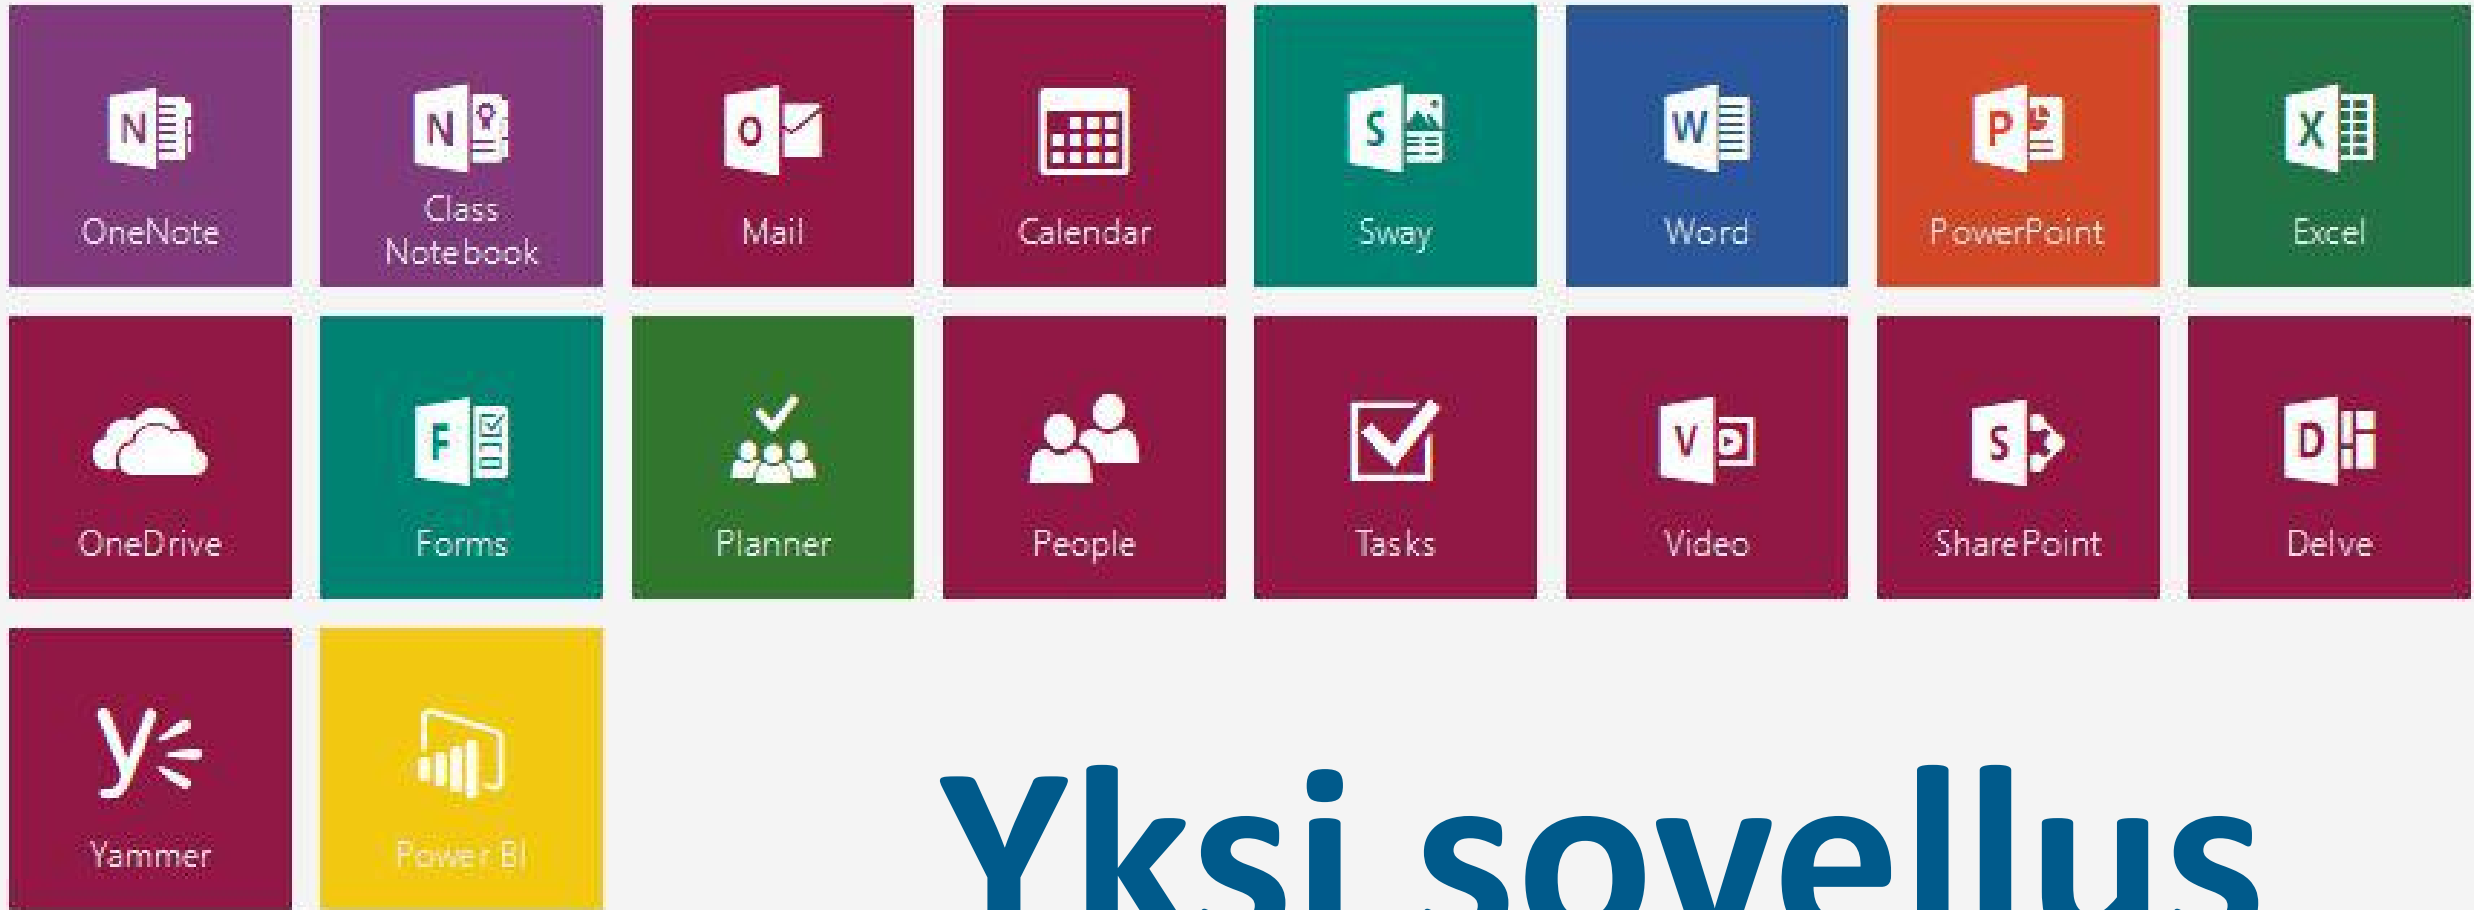 OneNote
Class
Notebook
Mail
Calendar
Sway
Word
PowerPoint
Excel
OneDrive
Forms
Planner
People
Tasks
Video
SharePoint
Delve
Yammer
Power BI
Yksi sovellus